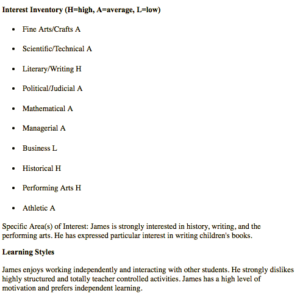 Interest Inventory (H=high, A=average, L=low)
• Fine Arts/Crafts A
• Scientific/Technical A
• Literary/Writing H
• Political/Judicial A
• Mathematical A
• Managerial A
• Business L
• Historical H
• Performing Arts H
• Athletic A
Specific Area(s) of Interest: James is strongly interested in history, writing, and the
performing arts. He has expressed particular interest in writing children's books.
Learning Styles
James enjoys working independently and interacting with other students. He strongly dislikes
highly structured and totally teacher controlled activities. James has a high level of
motivation and prefers independent learning.